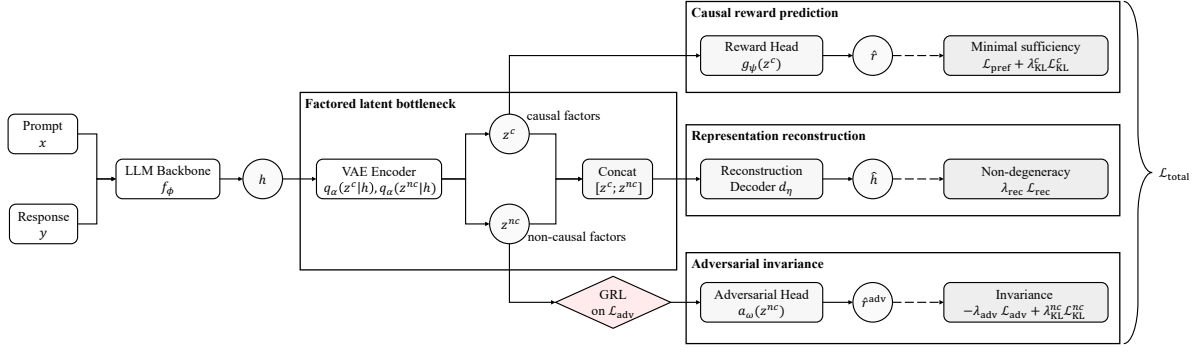 Causal reward prediction
Reward Head
g_ψ(z^c)
r̂
Minimal sufficiency
ℒ_pref + λ^c_KL ℒ^c_KL
Factored latent bottleneck
causal factors
z^c
Prompt
x
LLM Backbone
f_ϕ
h
VAE Encoder
q_α(z^c|h), q_α(z^nc|h)
Concat
[z^c; z^nc]
Response
y
z^nc
non-causal factors
Representation reconstruction
Reconstruction
Decoder d_η
ĥ
Non-degeneracy
λ_rec ℒ_rec
ℒ_total
GRL
on ℒ_adv
Adversarial invariance
Adversarial Head
a_ω(z^nc)
r̂^adv
Invariance
−λ_adv ℒ_adv + λ^nc_KL ℒ^nc_KL